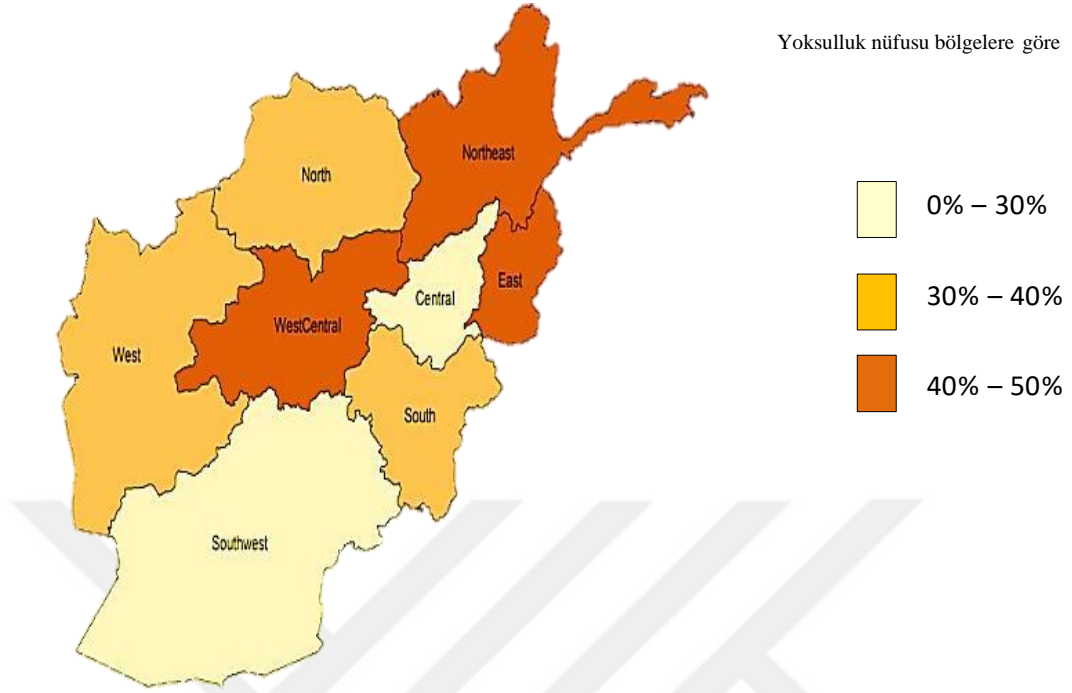 Yoksulluk nüfusu bölgelere göre
0% – 30%
30% – 40%
40% – 50%
Northeast
North
East
Central
WestCentral
West
South
Southwest